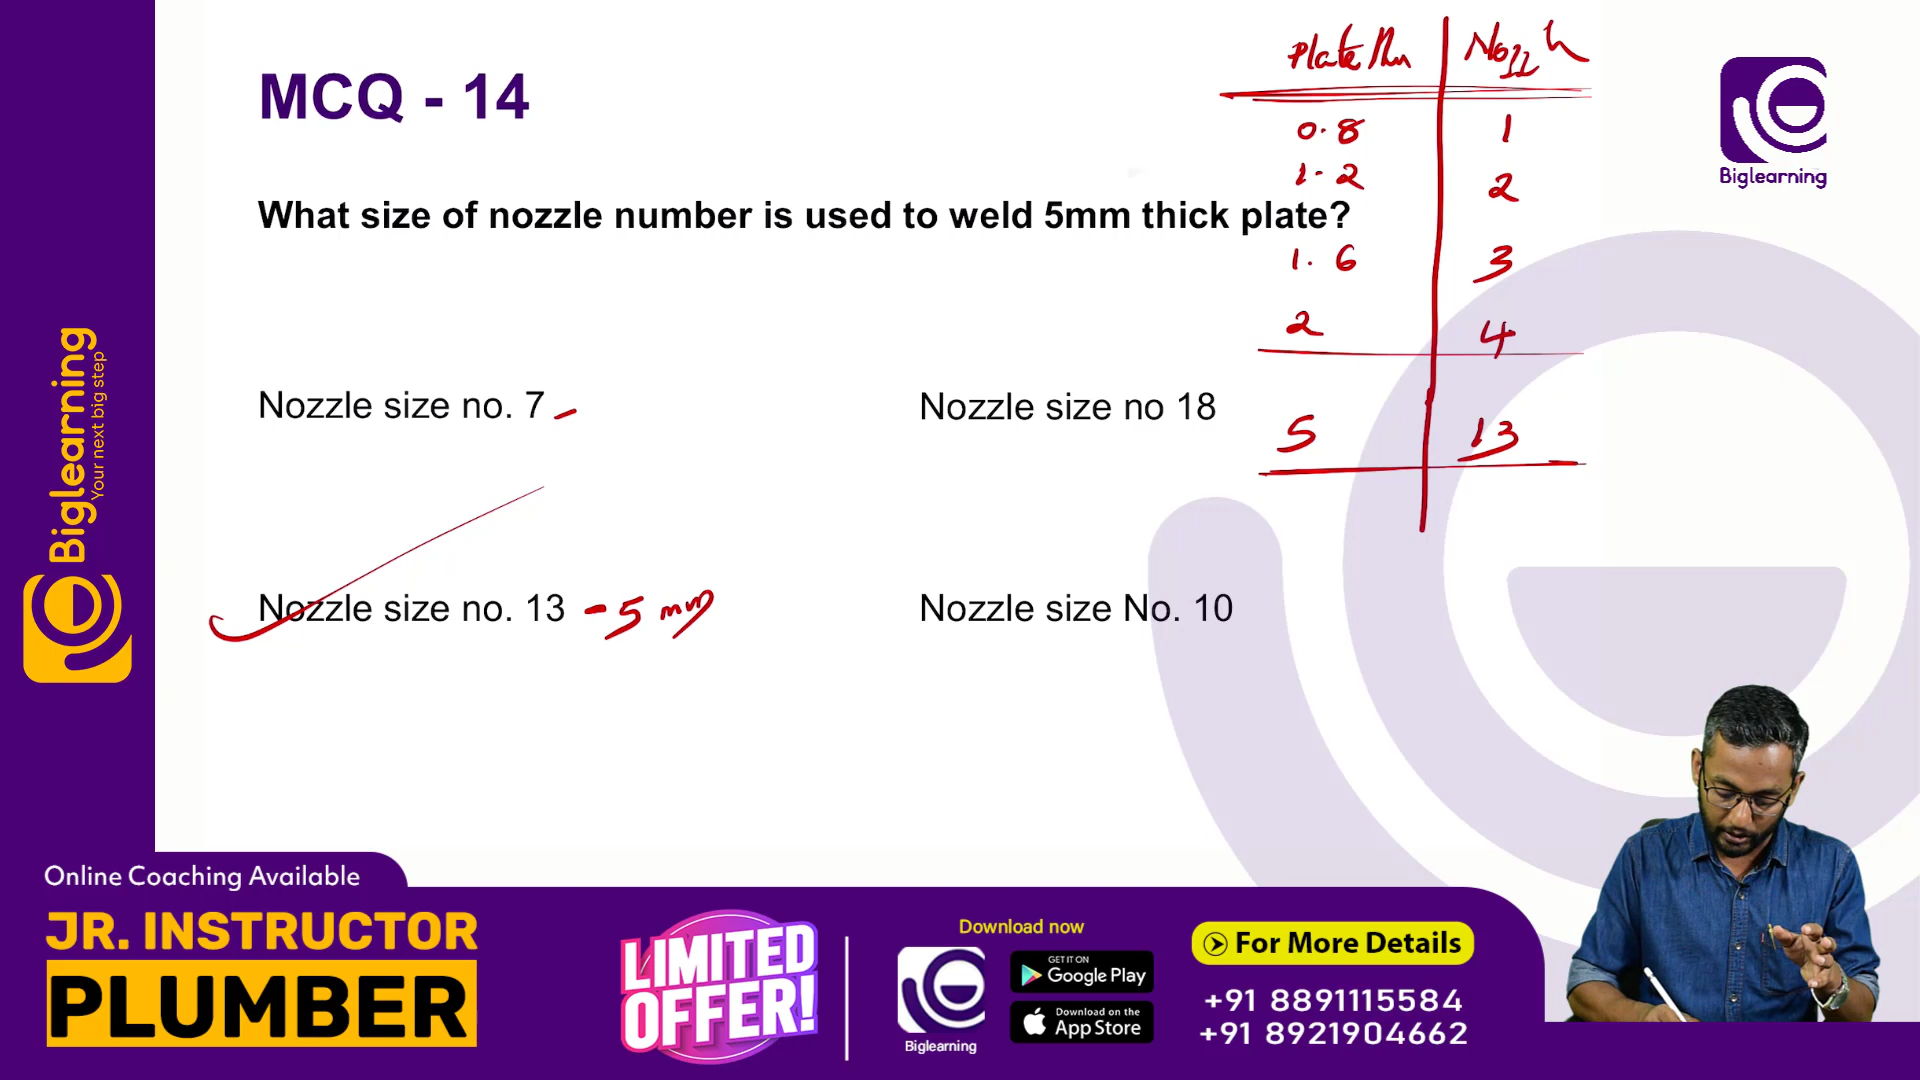 MCQ - 14
What size of nozzle number is used to weld 5mm thick plate?
Nozzle size no. 7
Nozzle size no 18
Nozzle size no. 13 - 5 mm
Nozzle size No. 10
Plate
0.8 1
1.2 2
1.6 3
2 4
5 13
Biglearning
Biglearning
Your next big step
Online Coaching Available
JR. INSTRUCTOR
PLUMBER
LIMITED
OFFER!
Download now
Biglearning
GET IT ON
Google Play
Download on the
App Store
For More Details
+91 8891115584
+91 8921904662